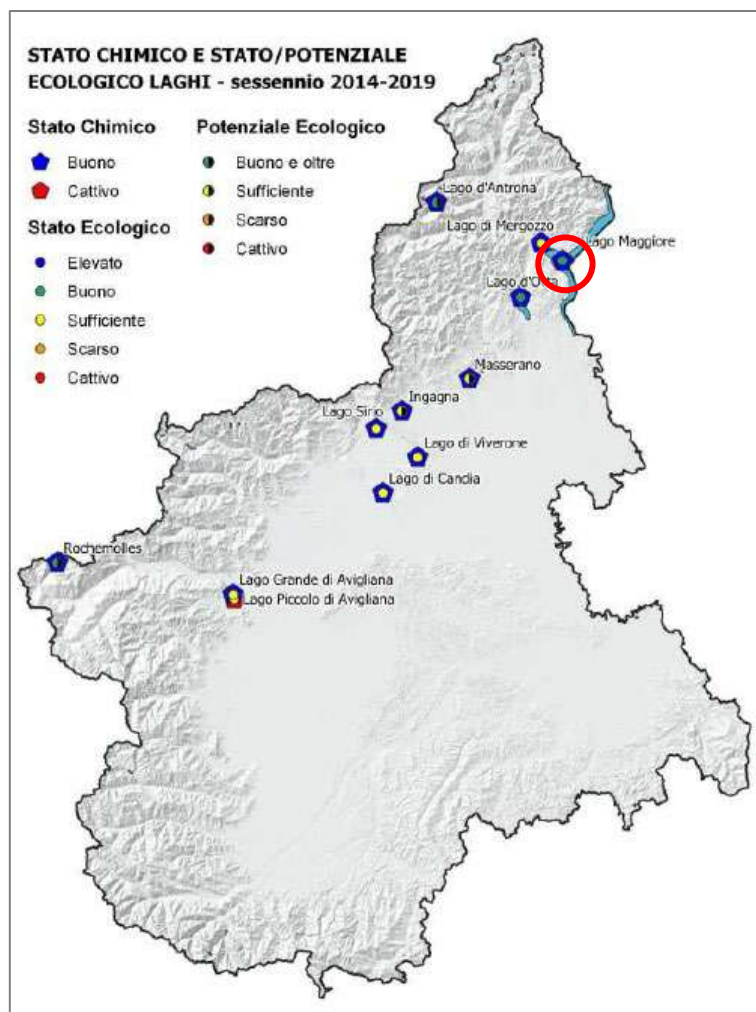 STATO CHIMICO E STATO/POTENZIALE
ECOLOGICO LAGHI - sessennio 2014-2019
Stato Chimico
Buono
Cattivo
Stato Ecologico
Elevato
Buono
Sufficiente
Scarso
Cattivo
Potenziale Ecologico
Buono e oltre
Sufficiente
Scarso
Cattivo
Lago d'Antrona
Lago di Mergozzo
Lago Maggiore
Lago d'Orta
Masserano
Ingagna
Lago Sirio
Lago di Viverone
Lago di Candia
Rochemolles
Lago Grande di Avigliana
Lago Piccolo di Avigliana